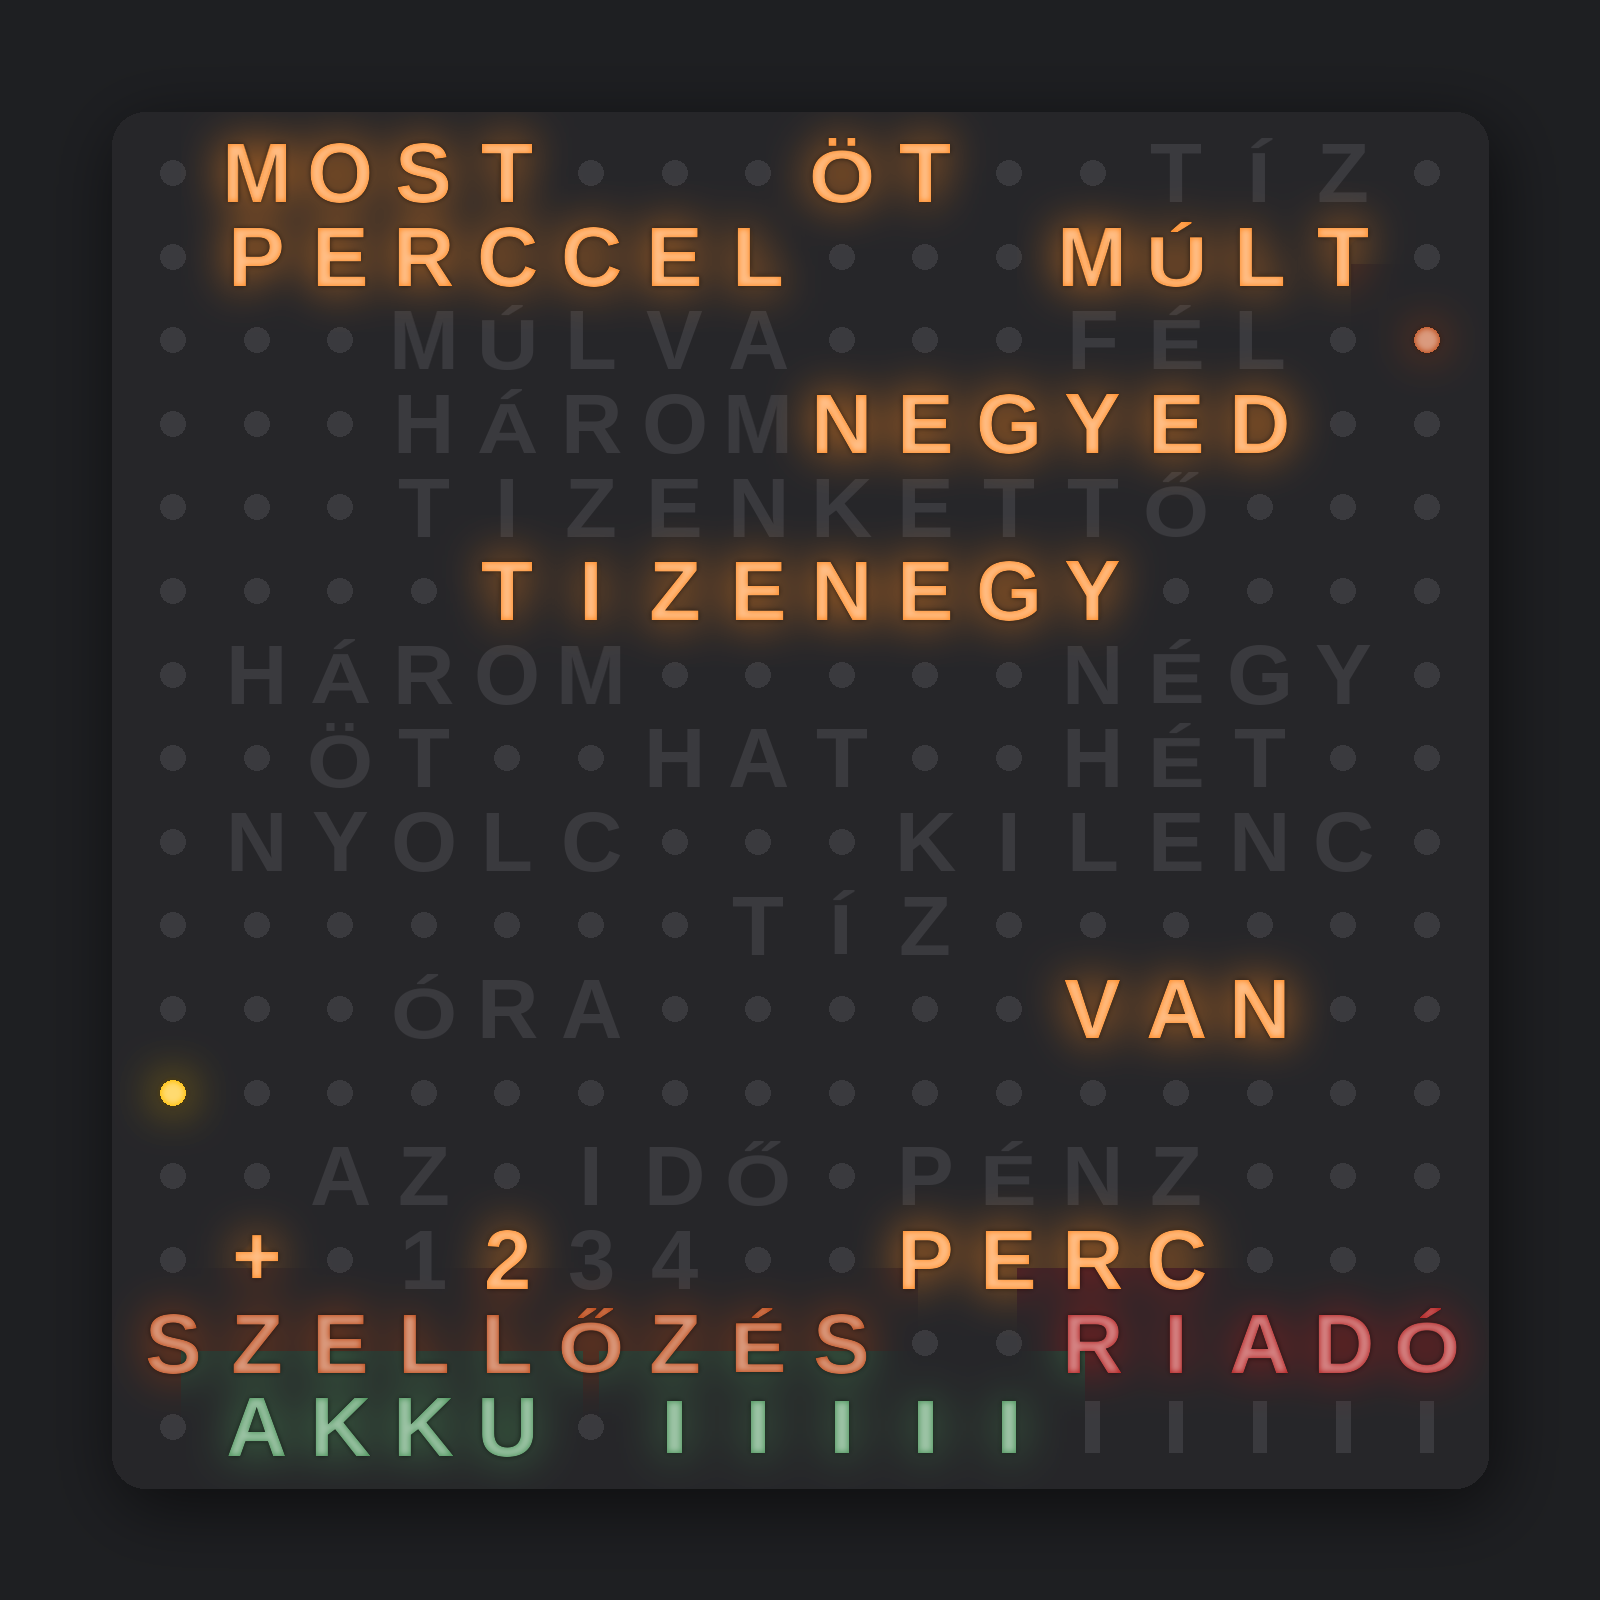 MOST ÖT TÍZ
PERCCEL MÚLT
MÚLVA FÉL
HÁROMNEGYED
TIZENKETTŐ
TIZENEGY
HÁROM NÉGY
ÖT HAT HÉT
NYOLC KILENC
TÍZ
ÓRA VAN
AZ IDŐ PÉNZ
+ 1 2 3 4 PERC
SZELLŐZÉS RIADÓ
AKKU IIIIIIIIII